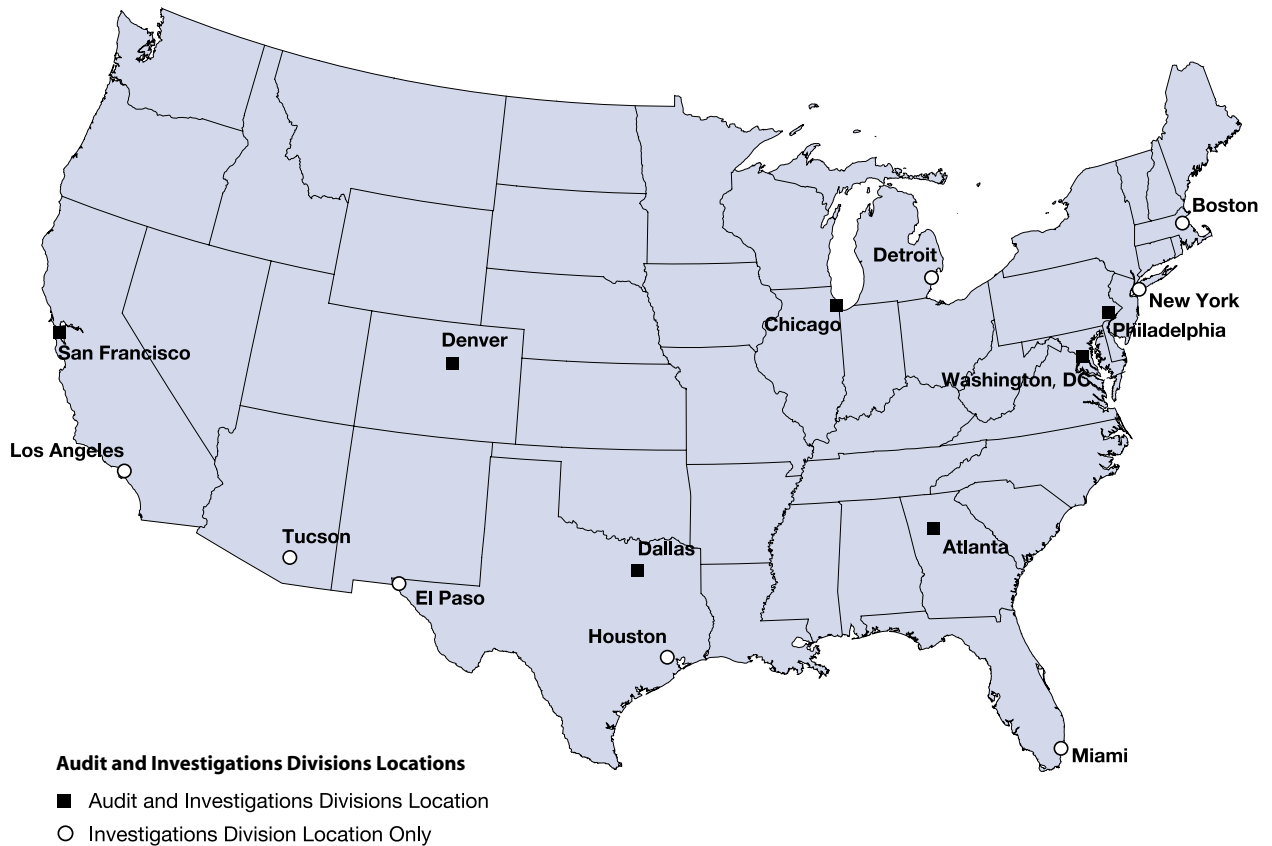 Boston
Detroit
New York
Chicago
Philadelphia
Denver
San Francisco
Washington, DC
Los Angeles
Tucson
Dallas
Atlanta
El Paso
Houston
Miami
Audit and Investigations Divisions Locations
Audit and Investigations Divisions Location
Investigations Division Location Only